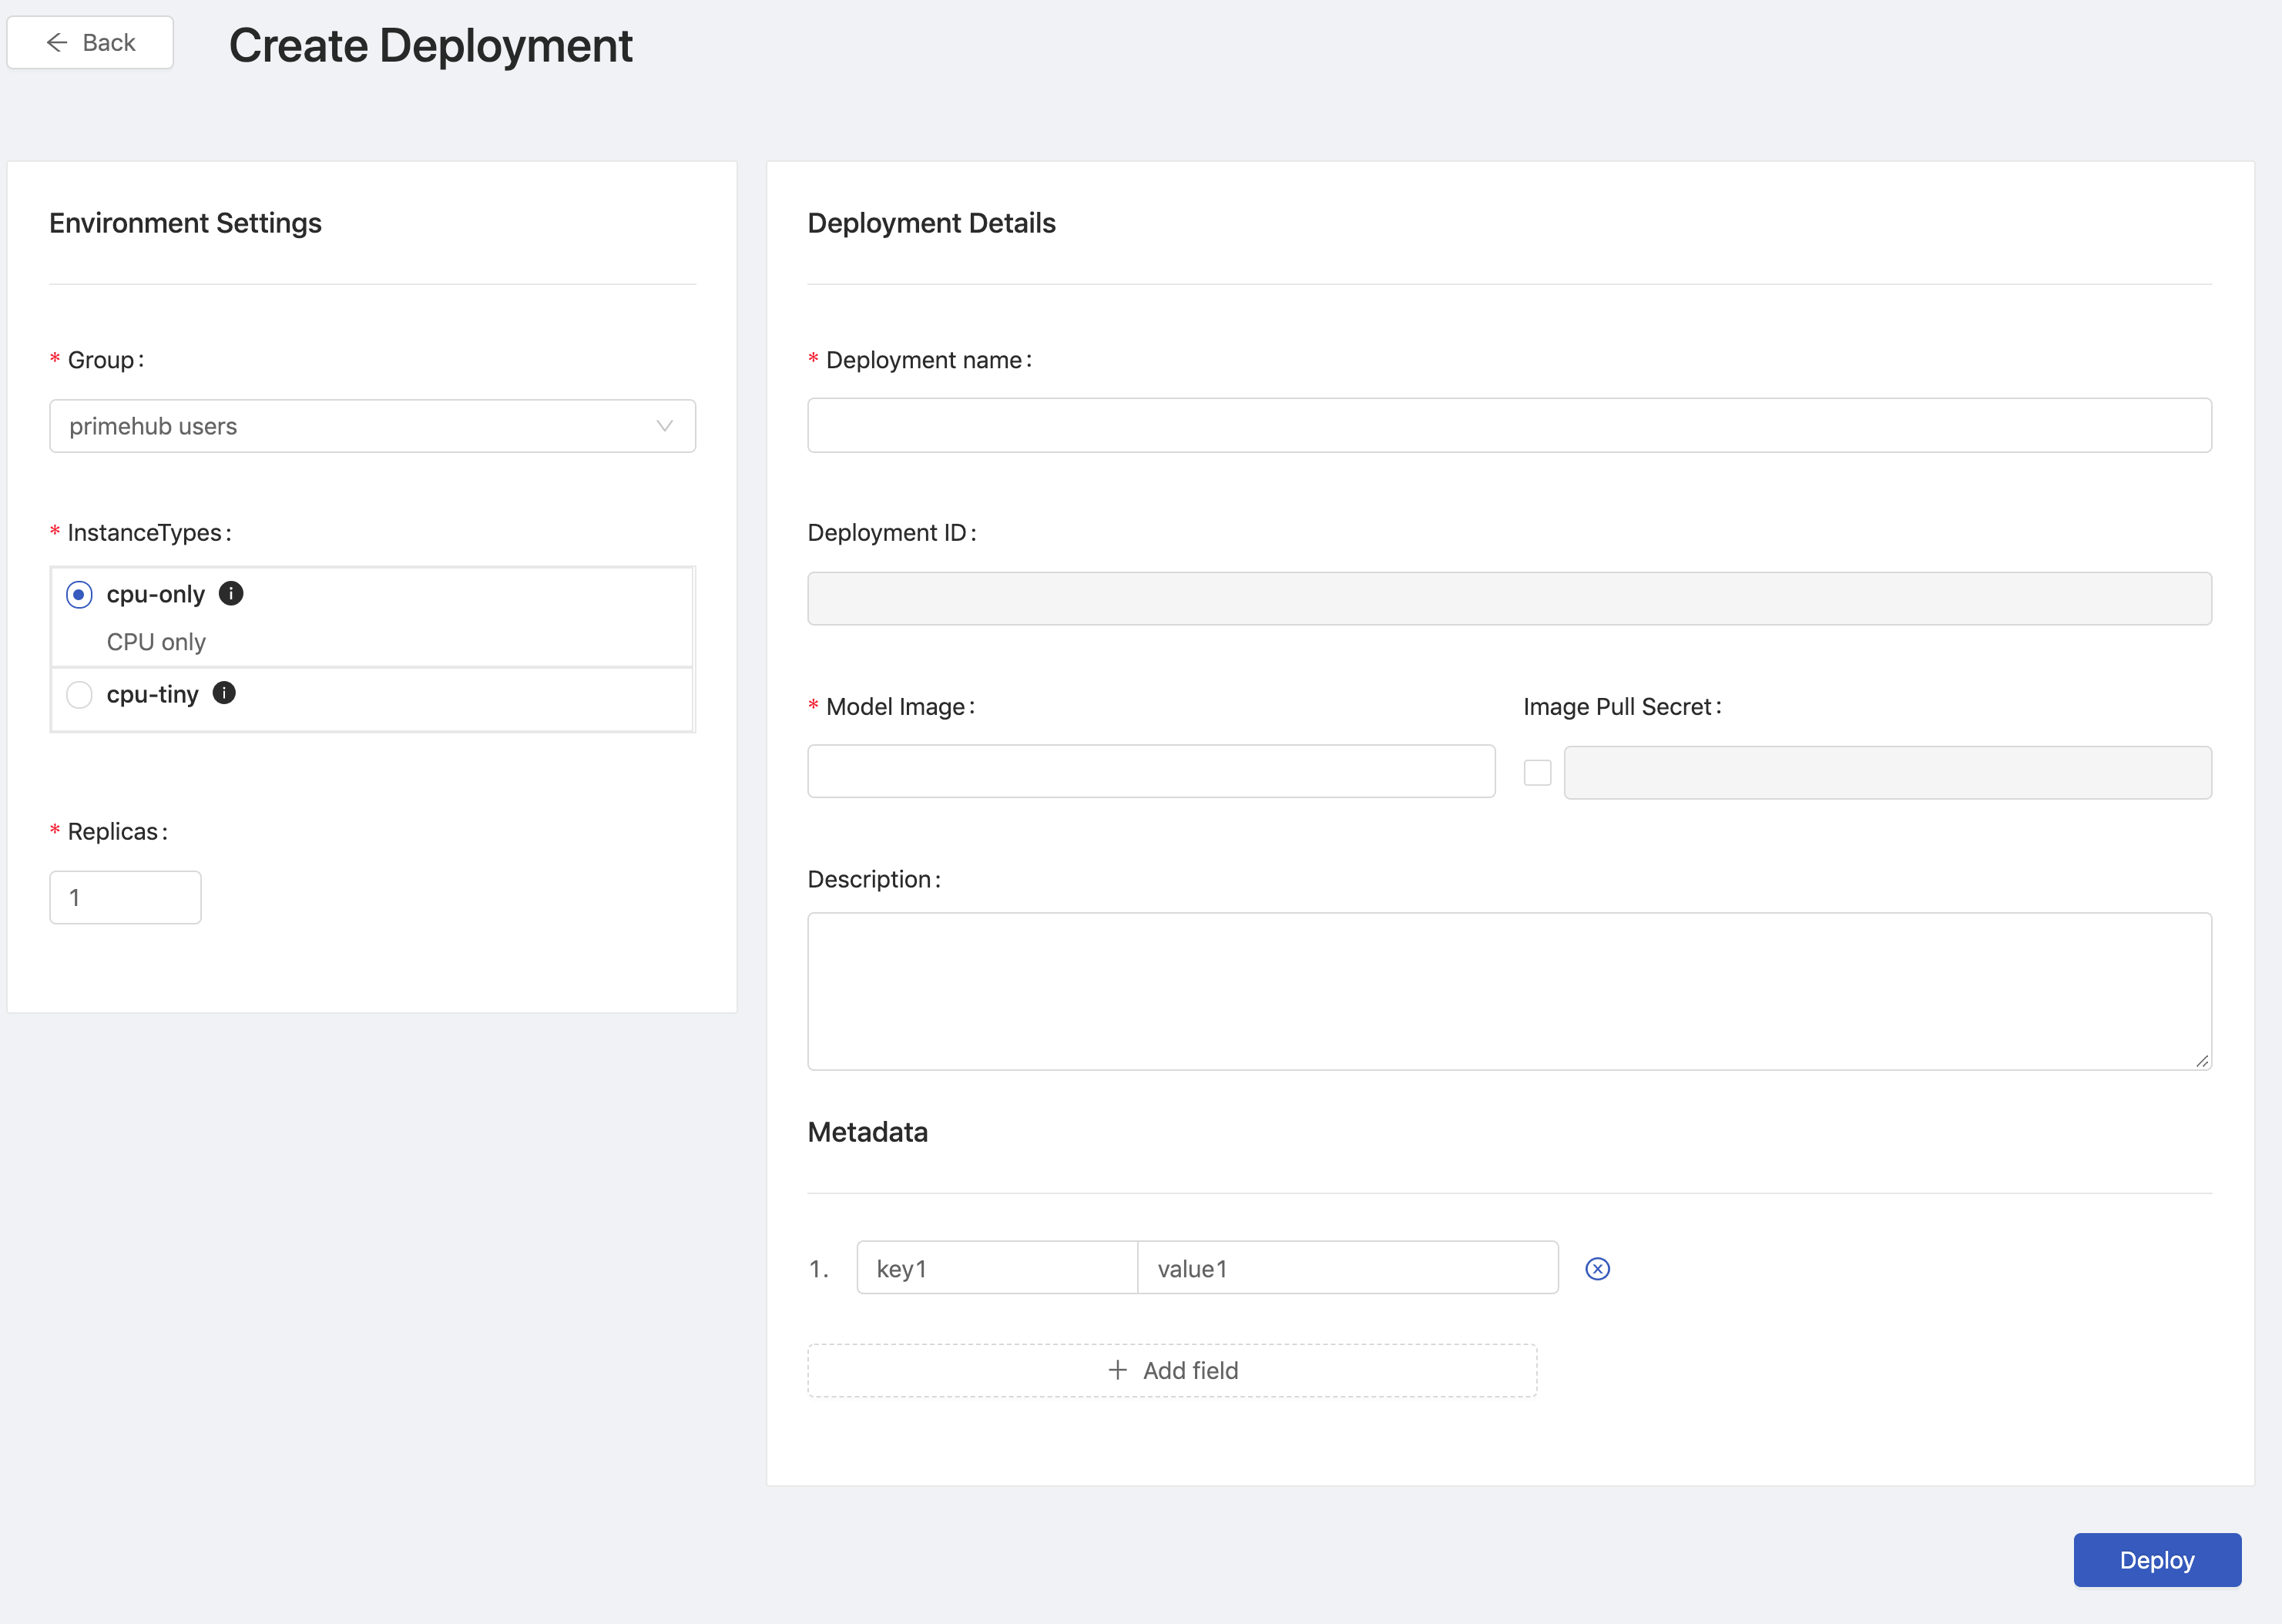 Back
Create Deployment
Environment Settings
* Group:
primehub users
* InstanceTypes:
cpu-only
CPU only
cpu-tiny
* Replicas:
1
Deployment Details
* Deployment name:
Deployment ID:
* Model Image:
Image Pull Secret:
Description:
Metadata
1. key1 value1
+ Add field
Deploy